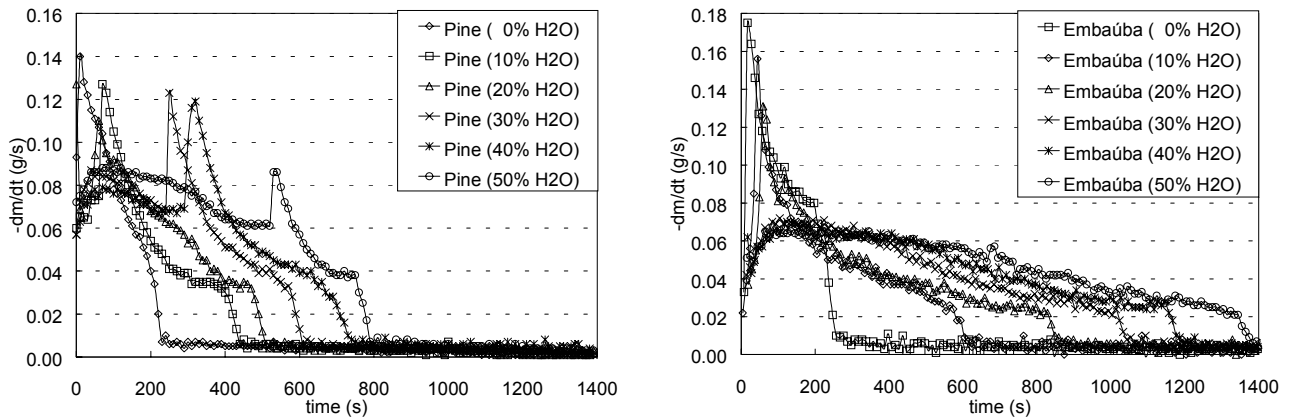 -dm/dt (g/s)
0.16
0.14
0.12
0.10
0.08
0.06
0.04
0.02
0.00
0
200
400
600
800
1000
1200
1400
time (s)
Pine (  0% H2O)
Pine (10% H2O)
Pine (20% H2O)
Pine (30% H2O)
Pine (40% H2O)
Pine (50% H2O)
-dm/dt (g/s)
0.18
0.16
0.14
0.12
0.10
0.08
0.06
0.04
0.02
0.00
0
200
400
600
800
1000
1200
1400
time (s)
Embaúba (  0% H2O)
Embaúba (10% H2O)
Embaúba (20% H2O)
Embaúba (30% H2O)
Embaúba (40% H2O)
Embaúba (50% H2O)